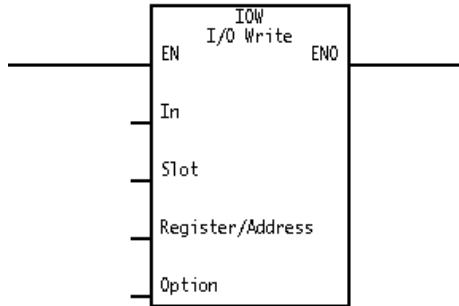 IOW
I/O Write
EN ENO
In
Slot
Register/Address
Option